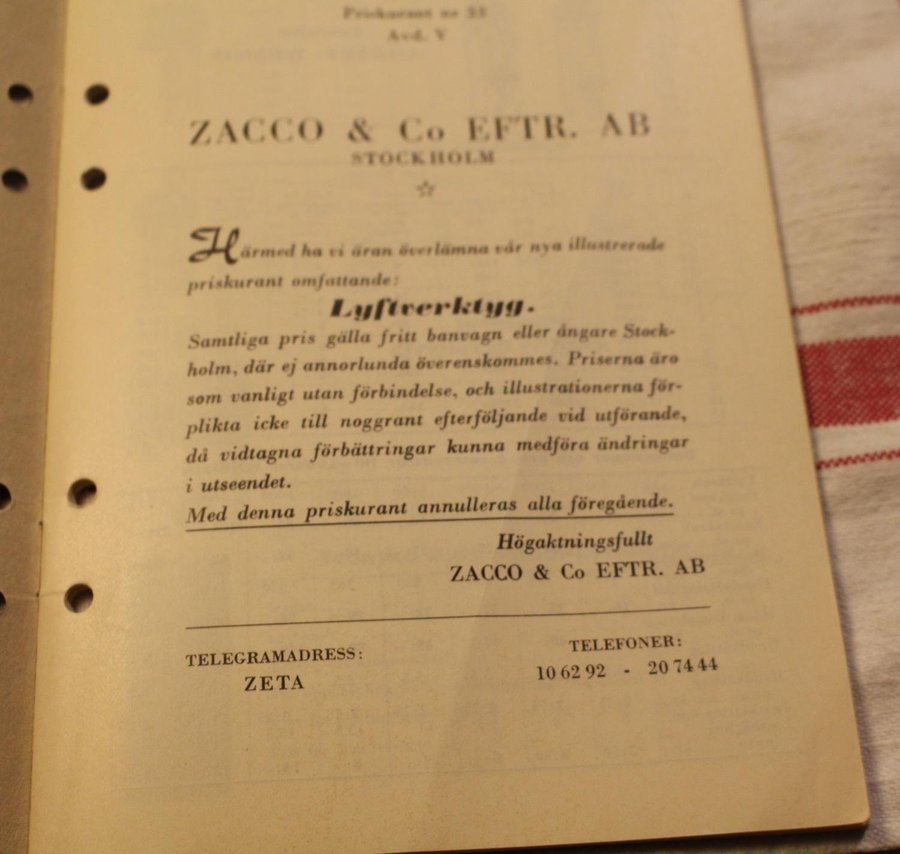 Priskurant nr 53
Avd. V
ZACCO & Co EFTR. AB
STOCKHOLM
Härmed ha vi äran överlämna vår nya illustrerade
priskurant omfattande:
Lyftverktyg.
Samtliga pris gälla fritt banvagn eller ångare Stock-
holm, där ej annorlunda överenskommes. Priserna äro
som vanligt utan förbindelse, och illustrationerna för-
plikta icke till noggrant efterföljande vid utförande,
då vidtagna förbättringar kunna medföra ändringar
i utseendet.
Med denna priskurant annulleras alla föregående.
Högaktningsfullt
ZACCO & Co EFTR. AB
TELEGRAMADRESS:
ZETA
TELEFONER:
10 62 92 - 20 74 44